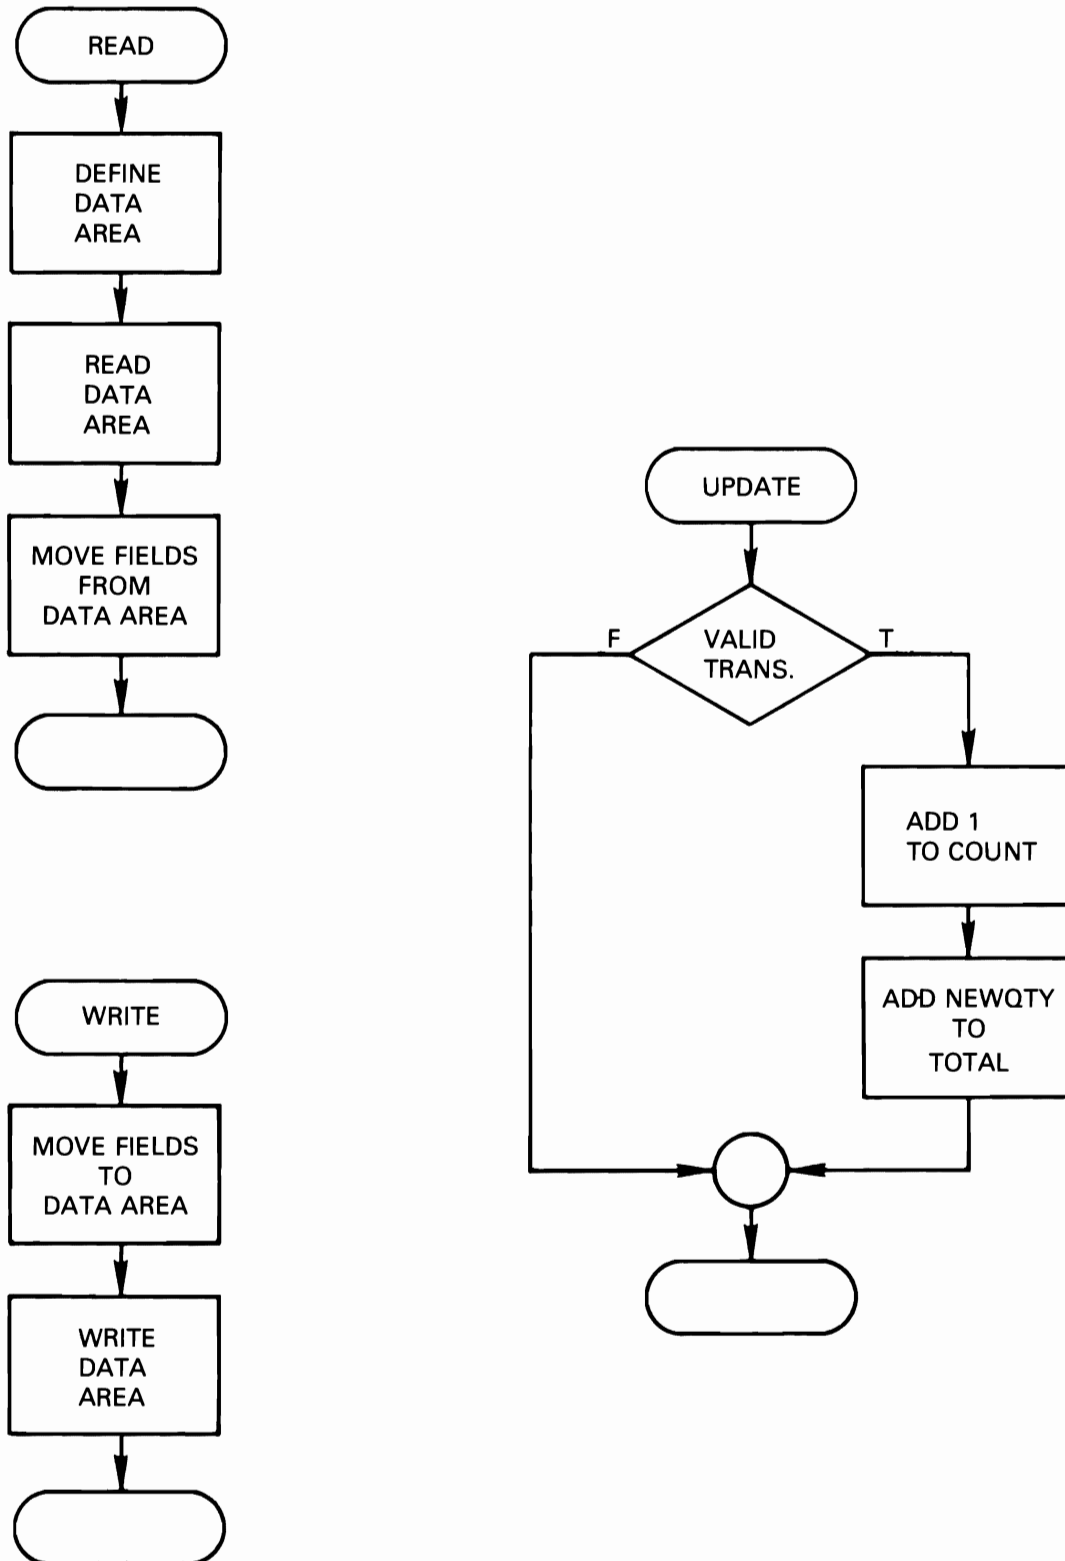 READ
DEFINE
DATA
AREA
READ
DATA
AREA
MOVE FIELDS
FROM
DATA AREA
WRITE
MOVE FIELDS
TO
DATA AREA
WRITE
DATA
AREA
UPDATE
F
VALID
TRANS.
T
ADD 1
TO COUNT
ADD NEWQTY
TO
TOTAL